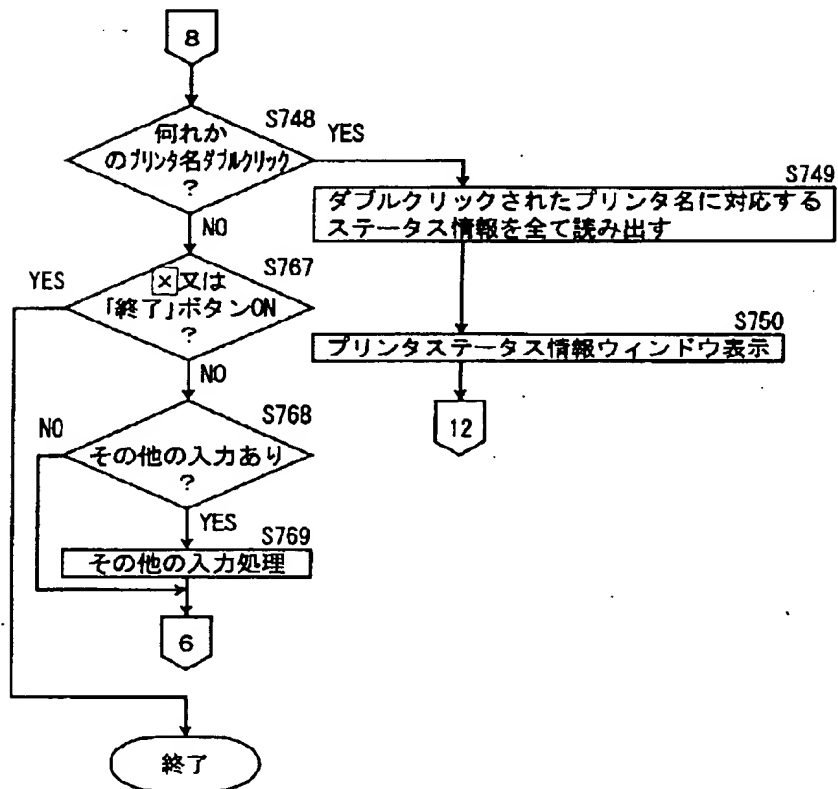 8
S748
何れか
のプリンタ名ダブルクリック
?
YES
NO
S749
ダブルクリックされたプリンタ名に対応する
ステータス情報を全て読み出す
S750
プリンタステータス情報ウィンドウ表示
12
S767
YES
×又は
「終了」ボタンON
?
NO
S768
NO
その他の入力あり
?
YES
S769
その他の入力処理
6
終了